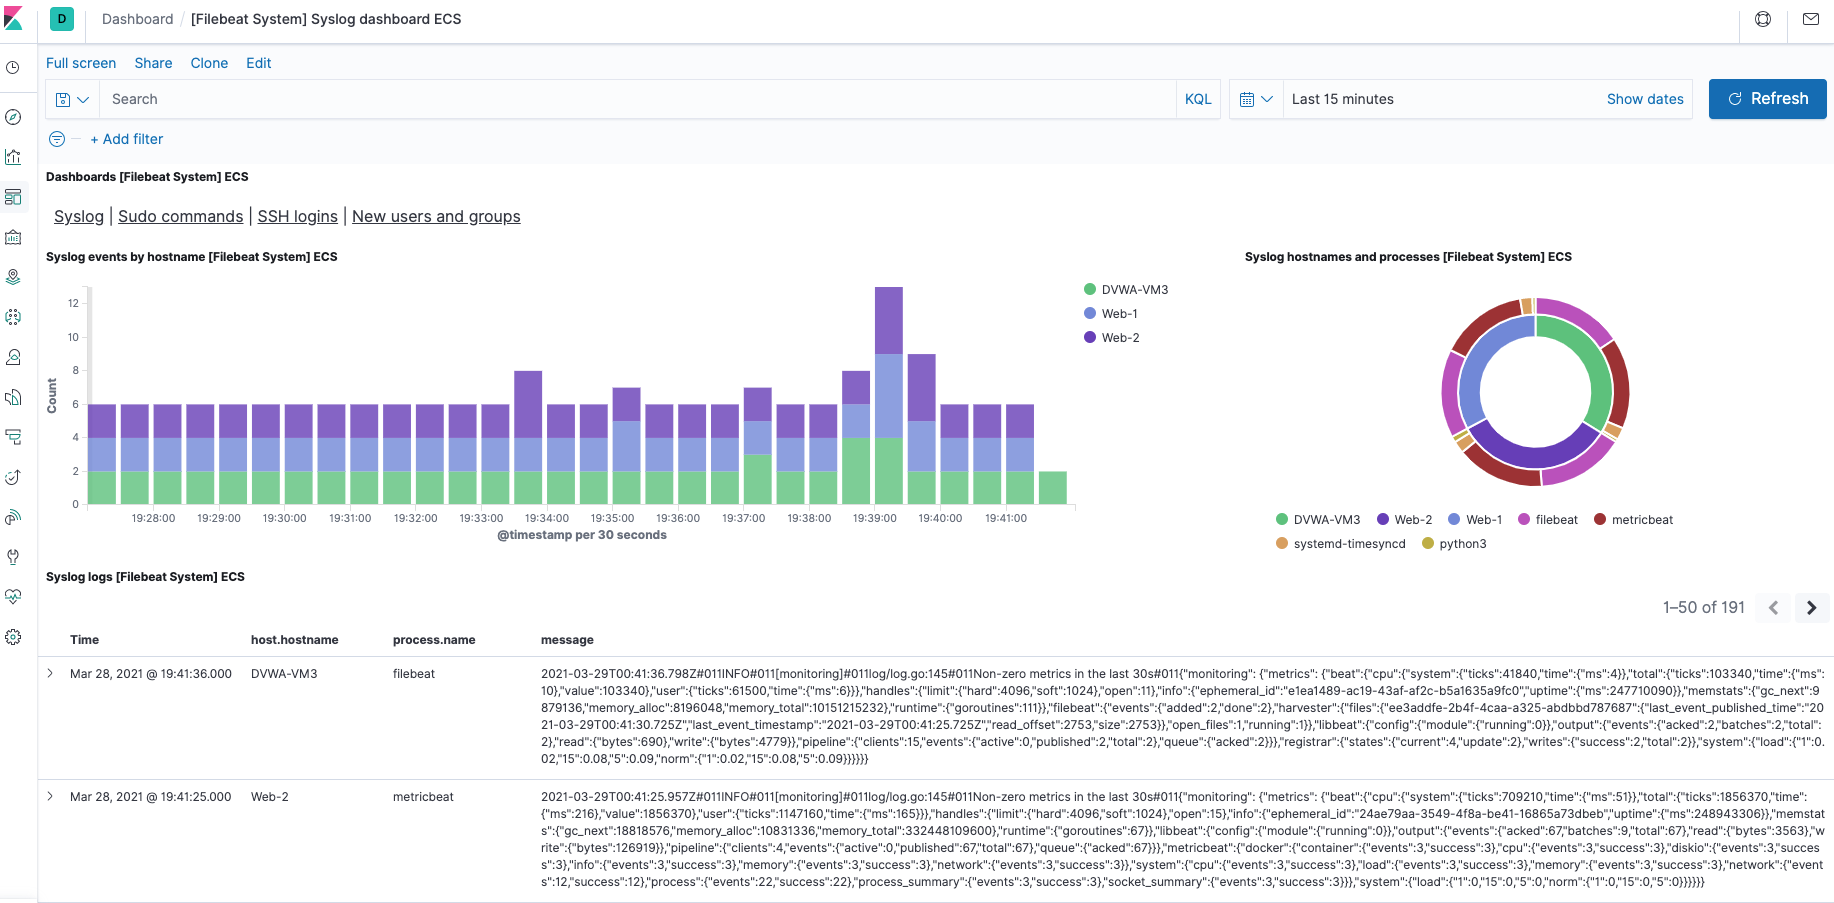 D Dashboard / [Filebeat System] Syslog dashboard ECS
Full screen Share Clone Edit
Search KQL Last 15 minutes Show dates Refresh
+ Add filter
Dashboards [Filebeat System] ECS
Syslog | Sudo commands | SSH logins | New users and groups
Syslog events by hostname [Filebeat System] ECS
12
10
8
6
4
2
0
Count
19:28:00 19:29:00 19:30:00 19:31:00 19:32:00 19:33:00 19:34:00 19:35:00 19:36:00 19:37:00 19:38:00 19:39:00 19:40:00 19:41:00
@timestamp per 30 seconds
DVWA-VM3
Web-1
Web-2
Syslog hostnames and processes [Filebeat System] ECS
DVWA-VM3 Web-2 Web-1 filebeat metricbeat
systemd-timesyncd python3
Syslog logs [Filebeat System] ECS
1–50 of 191
Time host.hostname process.name message
Mar 28, 2021 @ 19:41:36.000 DVWA-VM3 filebeat 2021-03-29T00:41:36.798Z#011INFO#011[monitoring]#011log/log.go:145#011Non-zero metrics in the last 30s#011{"monitoring": {"metrics": {"beat":{"cpu":{"system":{"ticks":41840,"time":{"ms":4}},"total":{"ticks":103340,"time":{"ms":
10},"value":103340},"user":{"ticks":61500,"time":{"ms":6}}},"handles":{"limit":{"hard":4096,"soft":1024},"open":11},"info":{"ephemeral_id":"e1ea1489-ac19-43af-af2c-b5a1635a9fc0","uptime":{"ms":247710090}},"memstats":{"gc_next":9
879136,"memory_alloc":8196048,"memory_total":10151215232},"runtime":{"goroutines":111}},"filebeat":{"events":{"added":2,"done":2},"harvester":{"files":{"ee3addfe-2b4f-4caa-a325-abdbbd787687":{"last_event_published_time":"20
21-03-29T00:41:30.725Z","last_event_timestamp":"2021-03-29T00:41:25.725Z","read_offset":2753,"size":2753}},"open_files":1,"running":1}},"libbeat":{"config":{"module":{"running":0}},"output":{"events":{"acked":2,"batches":2,"total":
2},"read":{"bytes":690},"write":{"bytes":4779}},"pipeline":{"clients":15,"events":{"active":0,"published":2,"total":2},"queue":{"acked":2}}},"registrar":{"states":{"current":4,"update":2},"writes":{"success":2,"total":2}},"system":{"load":{"1":0.
02,"15":0.08,"5":0.09,"norm":{"1":0.02,"15":0.08,"5":0.09}}}}}}
Mar 28, 2021 @ 19:41:25.000 Web-2 metricbeat 2021-03-29T00:41:25.957Z#011INFO#011[monitoring]#011log/log.go:145#011Non-zero metrics in the last 30s#011{"monitoring": {"metrics": {"beat":{"cpu":{"system":{"ticks":709210,"time":{"ms":51}},"total":{"ticks":1856370,"time":
{"ms":216},"value":1856370},"user":{"ticks":1147160,"time":{"ms":165}}},"handles":{"limit":{"hard":4096,"soft":1024},"open":15},"info":{"ephemeral_id":"24ae79aa-3549-4f8a-be41-16865a73dbeb","uptime":{"ms":248943306}},"memstat
s":{"gc_next":18818576,"memory_alloc":10831336,"memory_total":332448109600},"runtime":{"goroutines":67}},"libbeat":{"config":{"module":{"running":0}},"output":{"events":{"acked":67,"batches":9,"total":67},"read":{"bytes":3563},"w
rite":{"bytes":126919}},"pipeline":{"clients":4,"events":{"active":0,"published":67,"total":67},"queue":{"acked":67}}},"metricbeat":{"docker":{"container":{"events":3,"success":3},"cpu":{"events":3,"success":3},"diskio":{"events":3,"succes
s":3},"info":{"events":3,"success":3},"memory":{"events":3,"success":3},"network":{"events":3,"success":3}},"system":{"cpu":{"events":3,"success":3},"load":{"events":3,"success":3},"memory":{"events":3,"success":3},"network":{"event
s":12,"success":12},"process":{"events":22,"success":22},"process_summary":{"events":3,"success":3},"socket_summary":{"events":3,"success":3}}},"system":{"load":{"1":0,"15":0,"5":0,"norm":{"1":0,"15":0,"5":0}}}}}}